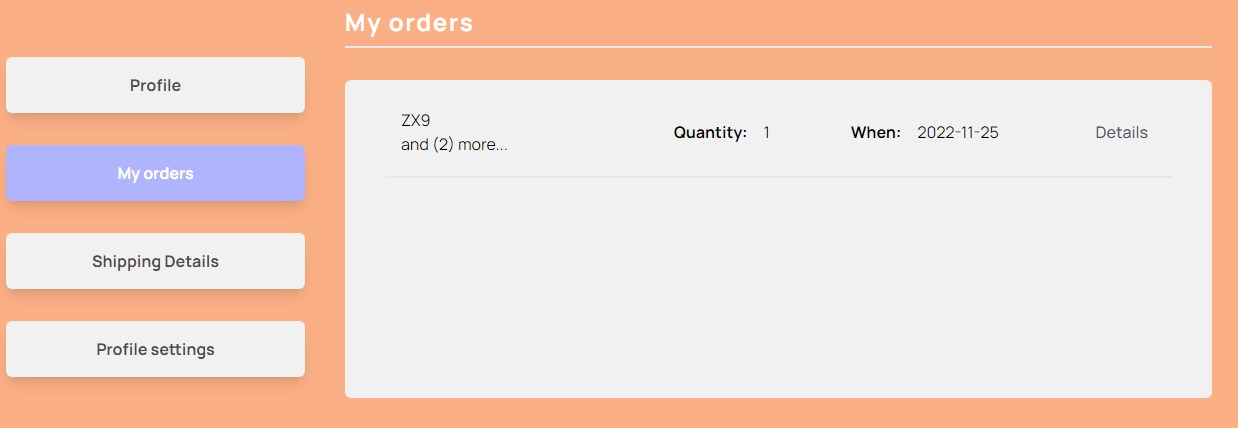 My orders
Profile
My orders
Shipping Details
Profile settings
ZX9
and (2) more...
Quantity: 1
When: 2022-11-25
Details